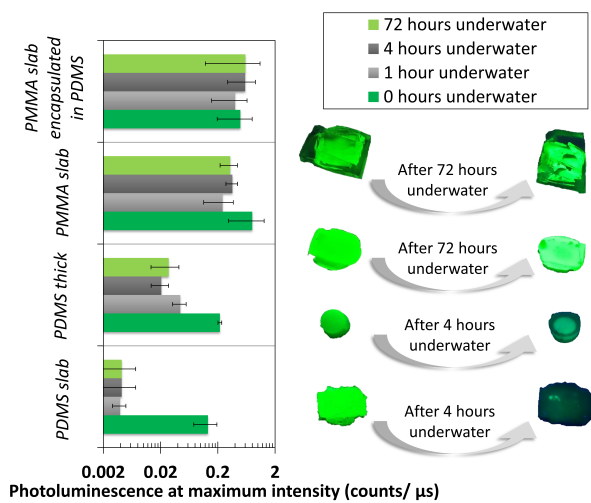 72 hours underwater
4 hours underwater
1 hour underwater
0 hours underwater
PMMA slab
encapsulated
in PDMS
PMMA slab
PDMS thick
PDMS slab
After 72 hours
underwater
After 72 hours
underwater
After 4 hours
underwater
After 4 hours
underwater
0.002 0.02 0.2 2
Photoluminescence at maximum intensity (counts/ µs)